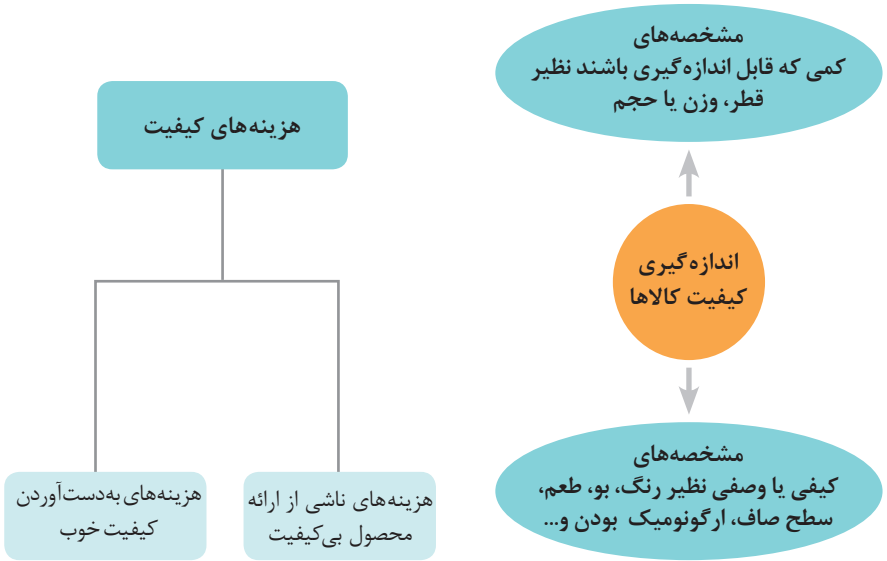 مشخصه‌های
کمی که قابل اندازه‌گیری باشند نظیر
قطر، وزن یا حجم
اندازه‌گیری
کیفیت کالاها
مشخصه‌های
کیفی یا وصفی نظیر رنگ، بو، طعم،
سطح صاف، ارگونومیک بودن و...
هزینه‌های کیفیت
هزینه‌های ناشی از ارائه
محصول بی‌کیفیت
هزینه‌های به‌دست‌آوردن
کیفیت خوب